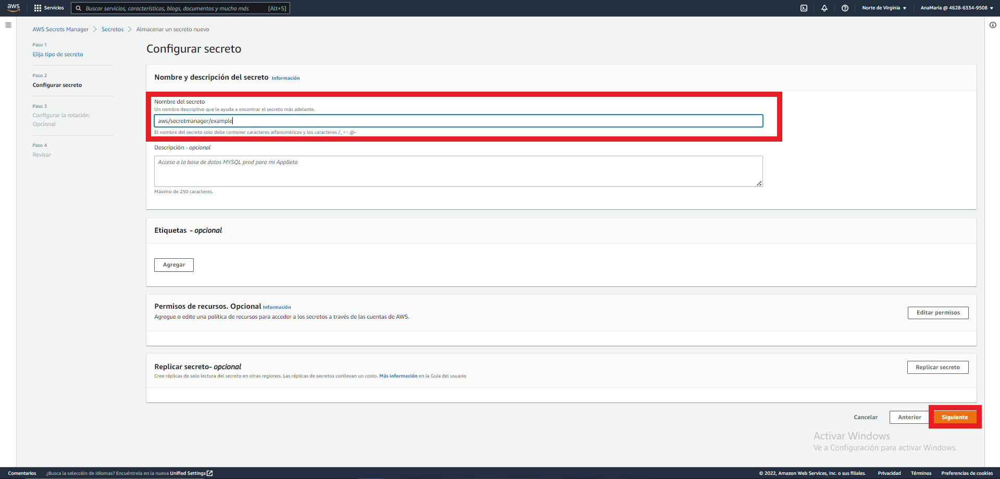 aws
Servicios
Buscar servicios, características, blogs, documentos y mucho más [Alt+S]
Norte de Virginia
AnaMaria @ 4628-6334-9508
AWS Secrets Manager
Secretos
Almacenar un secreto nuevo
Paso 1
Elija tipo de secreto
Paso 2
Configurar secreto
Paso 3
Configurar la rotación.
Opcional
Paso 4
Revisar
Configurar secreto
Nombre y descripción del secreto Información
Nombre del secreto
Un nombre descriptivo que le ayuda a encontrar el secreto más adelante.
aws/secretmanager/example
El nombre del secreto solo debe contener caracteres alfanuméricos y los caracteres /_+=.@-
Descripción - opcional
Acceso a la base de datos MYSQL prod para mi AppBeta
Máximo de 250 caracteres.
Etiquetas - opcional
Agregar
Permisos de recursos. Opcional Información
Agregue o edite una política de recursos para acceder a los secretos a través de las cuentas de AWS.
Editar permisos
Replicar secreto- opcional
Cree réplicas de solo lectura del secreto en otras regiones. Las réplicas de secretos conllevan un costo. Más información en la Guía del usuario
Replicar secreto
Cancelar
Anterior
Siguiente
Activar Windows
Ve a Configuración para activar Windows.
Comentarios
¿Busca la selección de idiomas? Encuéntrela en la nueva Unified Settings
© 2022, Amazon Web Services, Inc. o sus filiales.
Privacidad
Términos
Preferencias de cookies